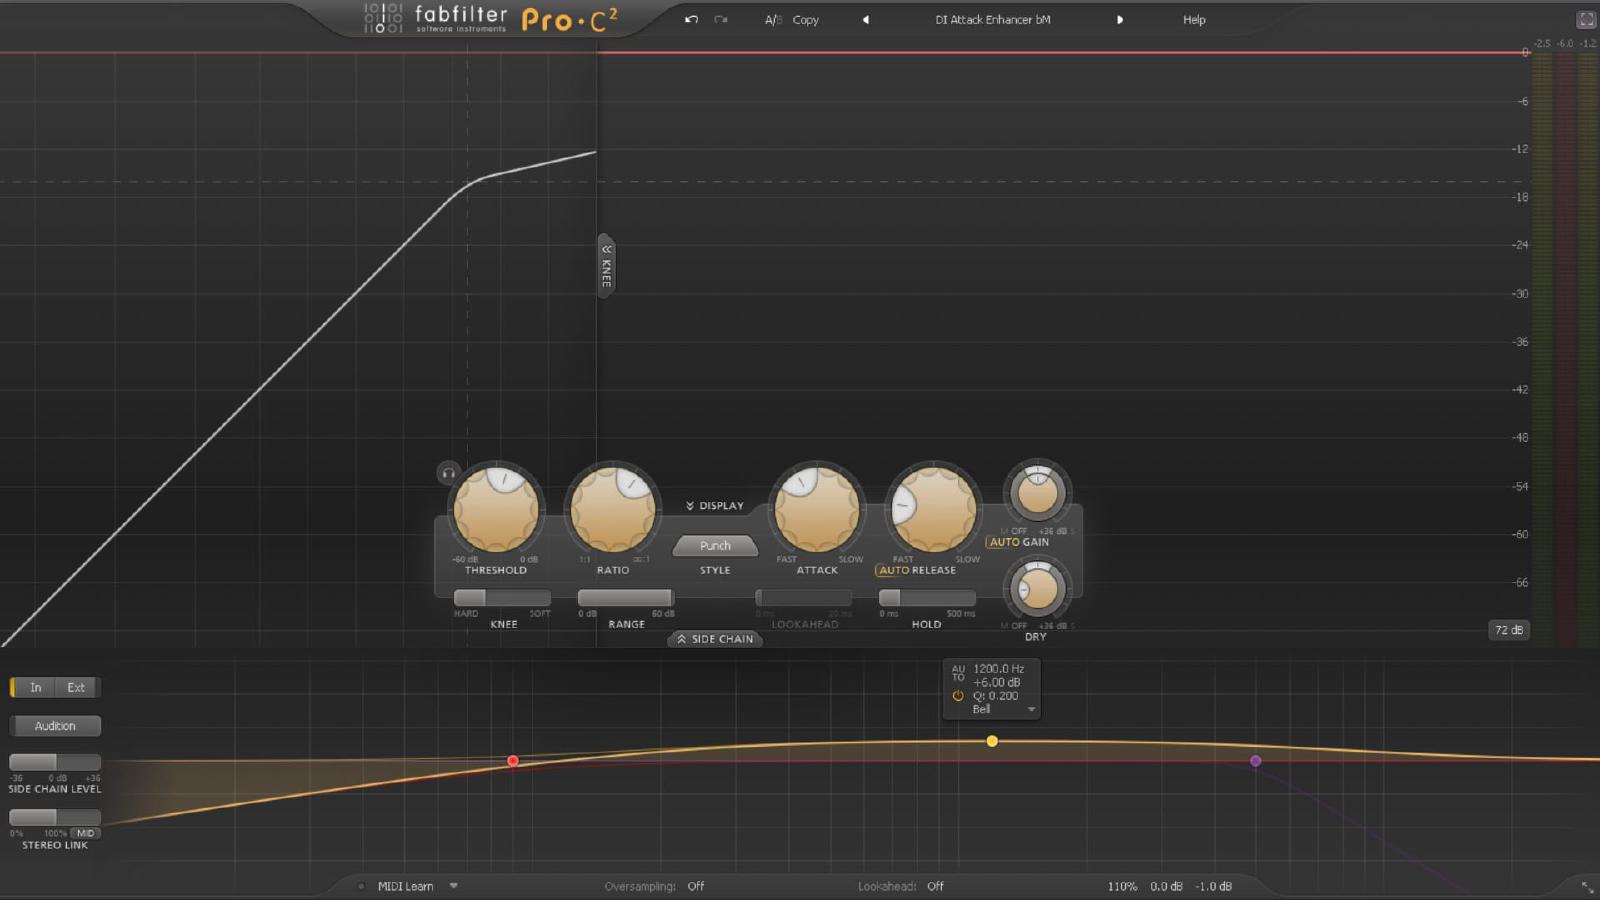 fabfilter Pro·C²
software instruments
A/B Copy
DI Attack Enhancer bM
Help
-2.5 -6.0 -1.2
0
-6
-12
-18
-24
-30
-36
-42
-48
-54
-60
-66
72 dB
KNEE
-60 dB 0 dB
THRESHOLD
1:1 ∞:1
RATIO
DISPLAY
Punch
STYLE
FAST SLOW
ATTACK
FAST SLOW
AUTO RELEASE
M OFF +36 dB S
AUTO GAIN
HARD SOFT
KNEE
0 dB 60 dB
RANGE
0 ms 20 ms
LOOKAHEAD
0 ms 500 ms
HOLD
M OFF +36 dB S
DRY
SIDE CHAIN
AUTO
1200.0 Hz
+6.00 dB
Q: 0.200
Bell
In Ext
Audition
-36 0 dB +36
SIDE CHAIN LEVEL
0% 100% MID
STEREO LINK
MIDI Learn
Oversampling: Off
Lookahead: Off
110% 0.0 dB -1.0 dB